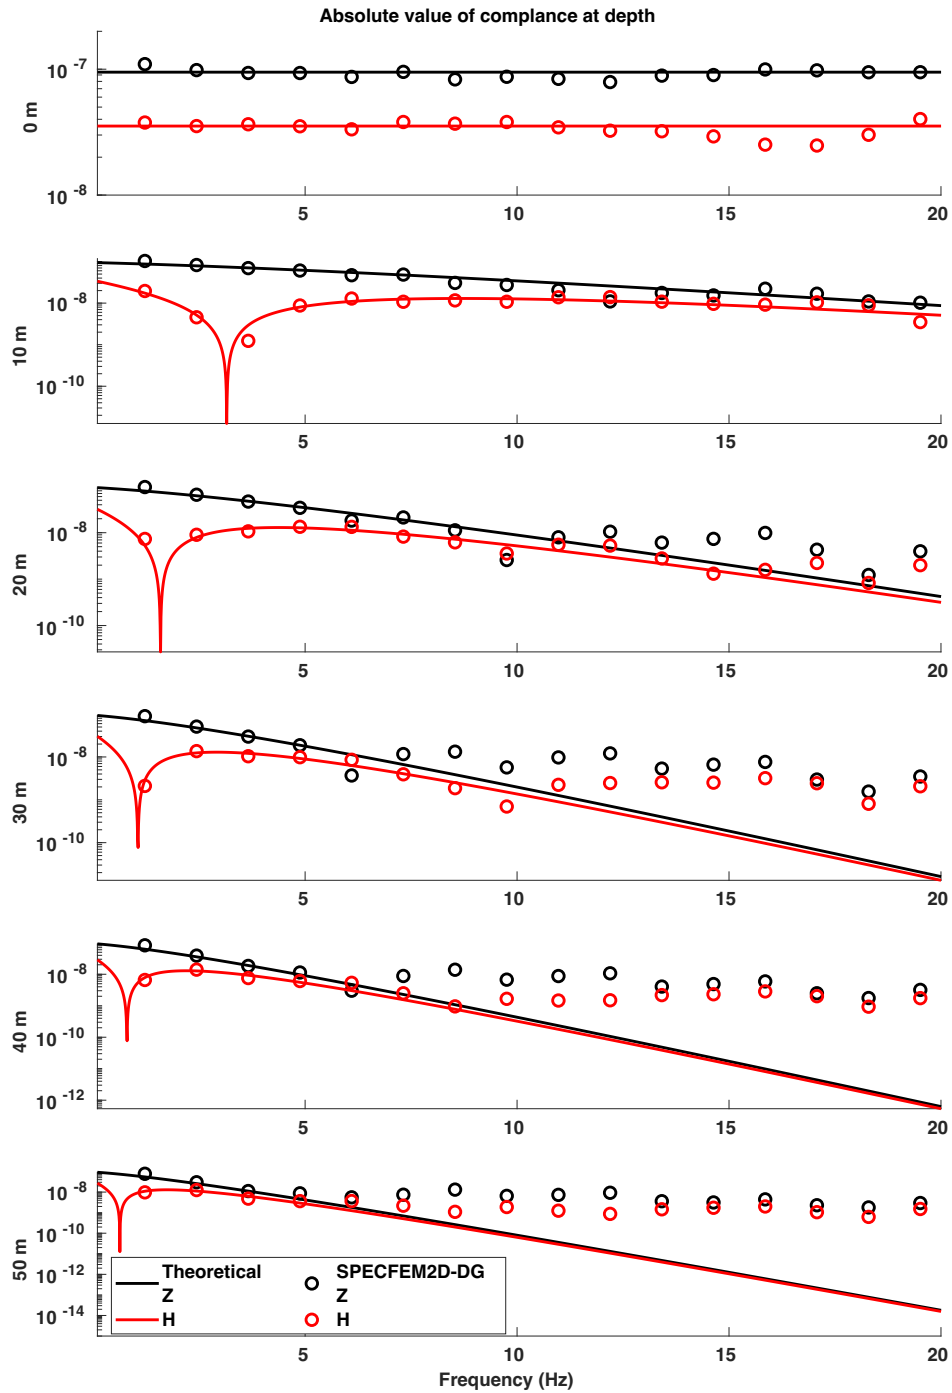 Absolute value of complance at depth
10 -7
10 -8
0 m
5 10 15 20
10 -8
10 -10
10 m
5 10 15 20
10 -8
10 -10
20 m
5 10 15 20
10 -8
10 -10
30 m
5 10 15 20
10 -8
10 -10
10 -12
40 m
5 10 15 20
10 -8
10 -10
10 -12
10 -14
50 m
Theoretical SPECFEM2D-DG
Z Z
H H
5 10 15 20
Frequency (Hz)